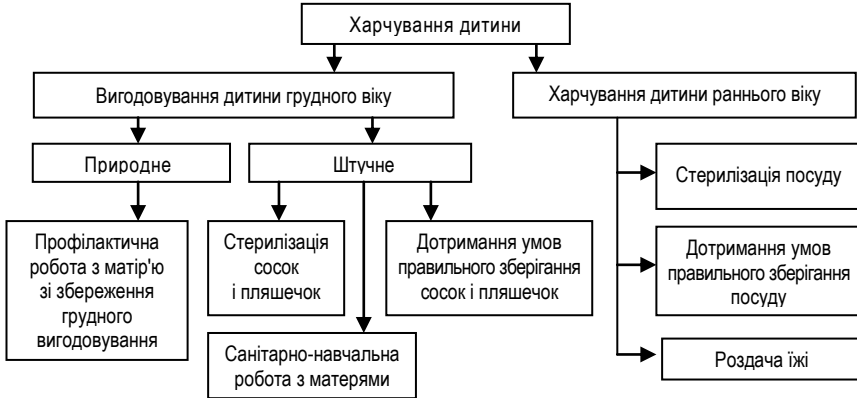 Харчування дитини
Вигодовування дитини грудного віку
Харчування дитини раннього віку
Природне
Штучне
Стерилізація посуду
Профілактична
робота з матір'ю
зі збереження
грудного
вигодовування
Стерилізація
сосок
і пляшечок
Дотримання умов
правильного зберігання
сосок і пляшечок
Дотримання умов
правильного зберігання
посуду
Санітарно-навчальна
робота з матерями
Роздача їжі